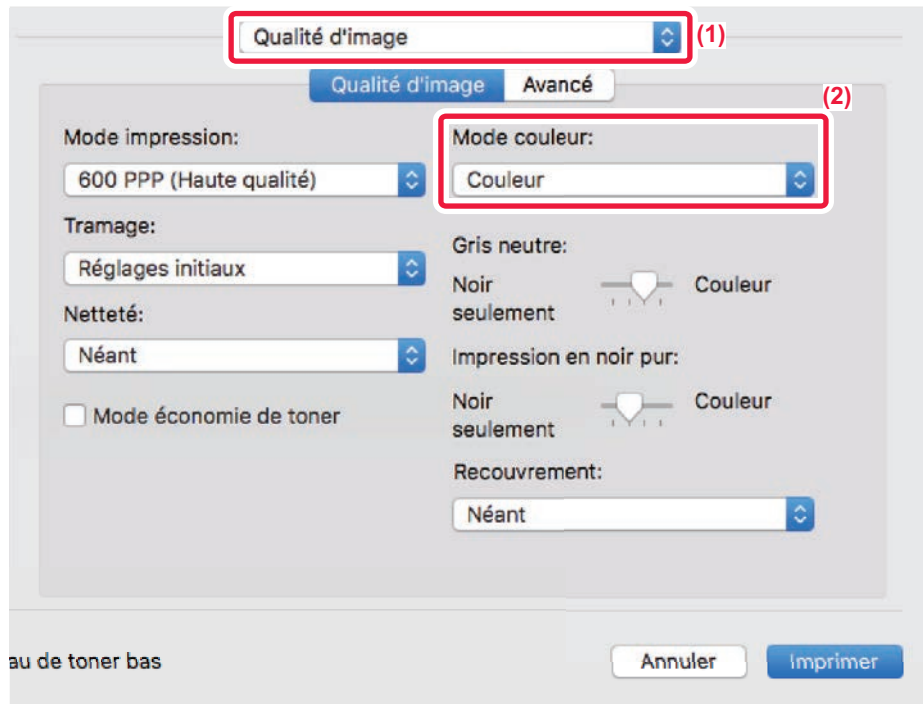 Qualité d'image
(1)
Qualité d'image Avancé
(2)
Mode impression:
600 PPP (Haute qualité)
Tramage:
Réglages initiaux
Netteté:
Néant
Mode économie de toner
Mode couleur:
Couleur
Gris neutre:
Noir
seulement
Couleur
Impression en noir pur:
Noir
seulement
Couleur
Recouvrement:
Néant
au de toner bas
Annuler
Imprimer